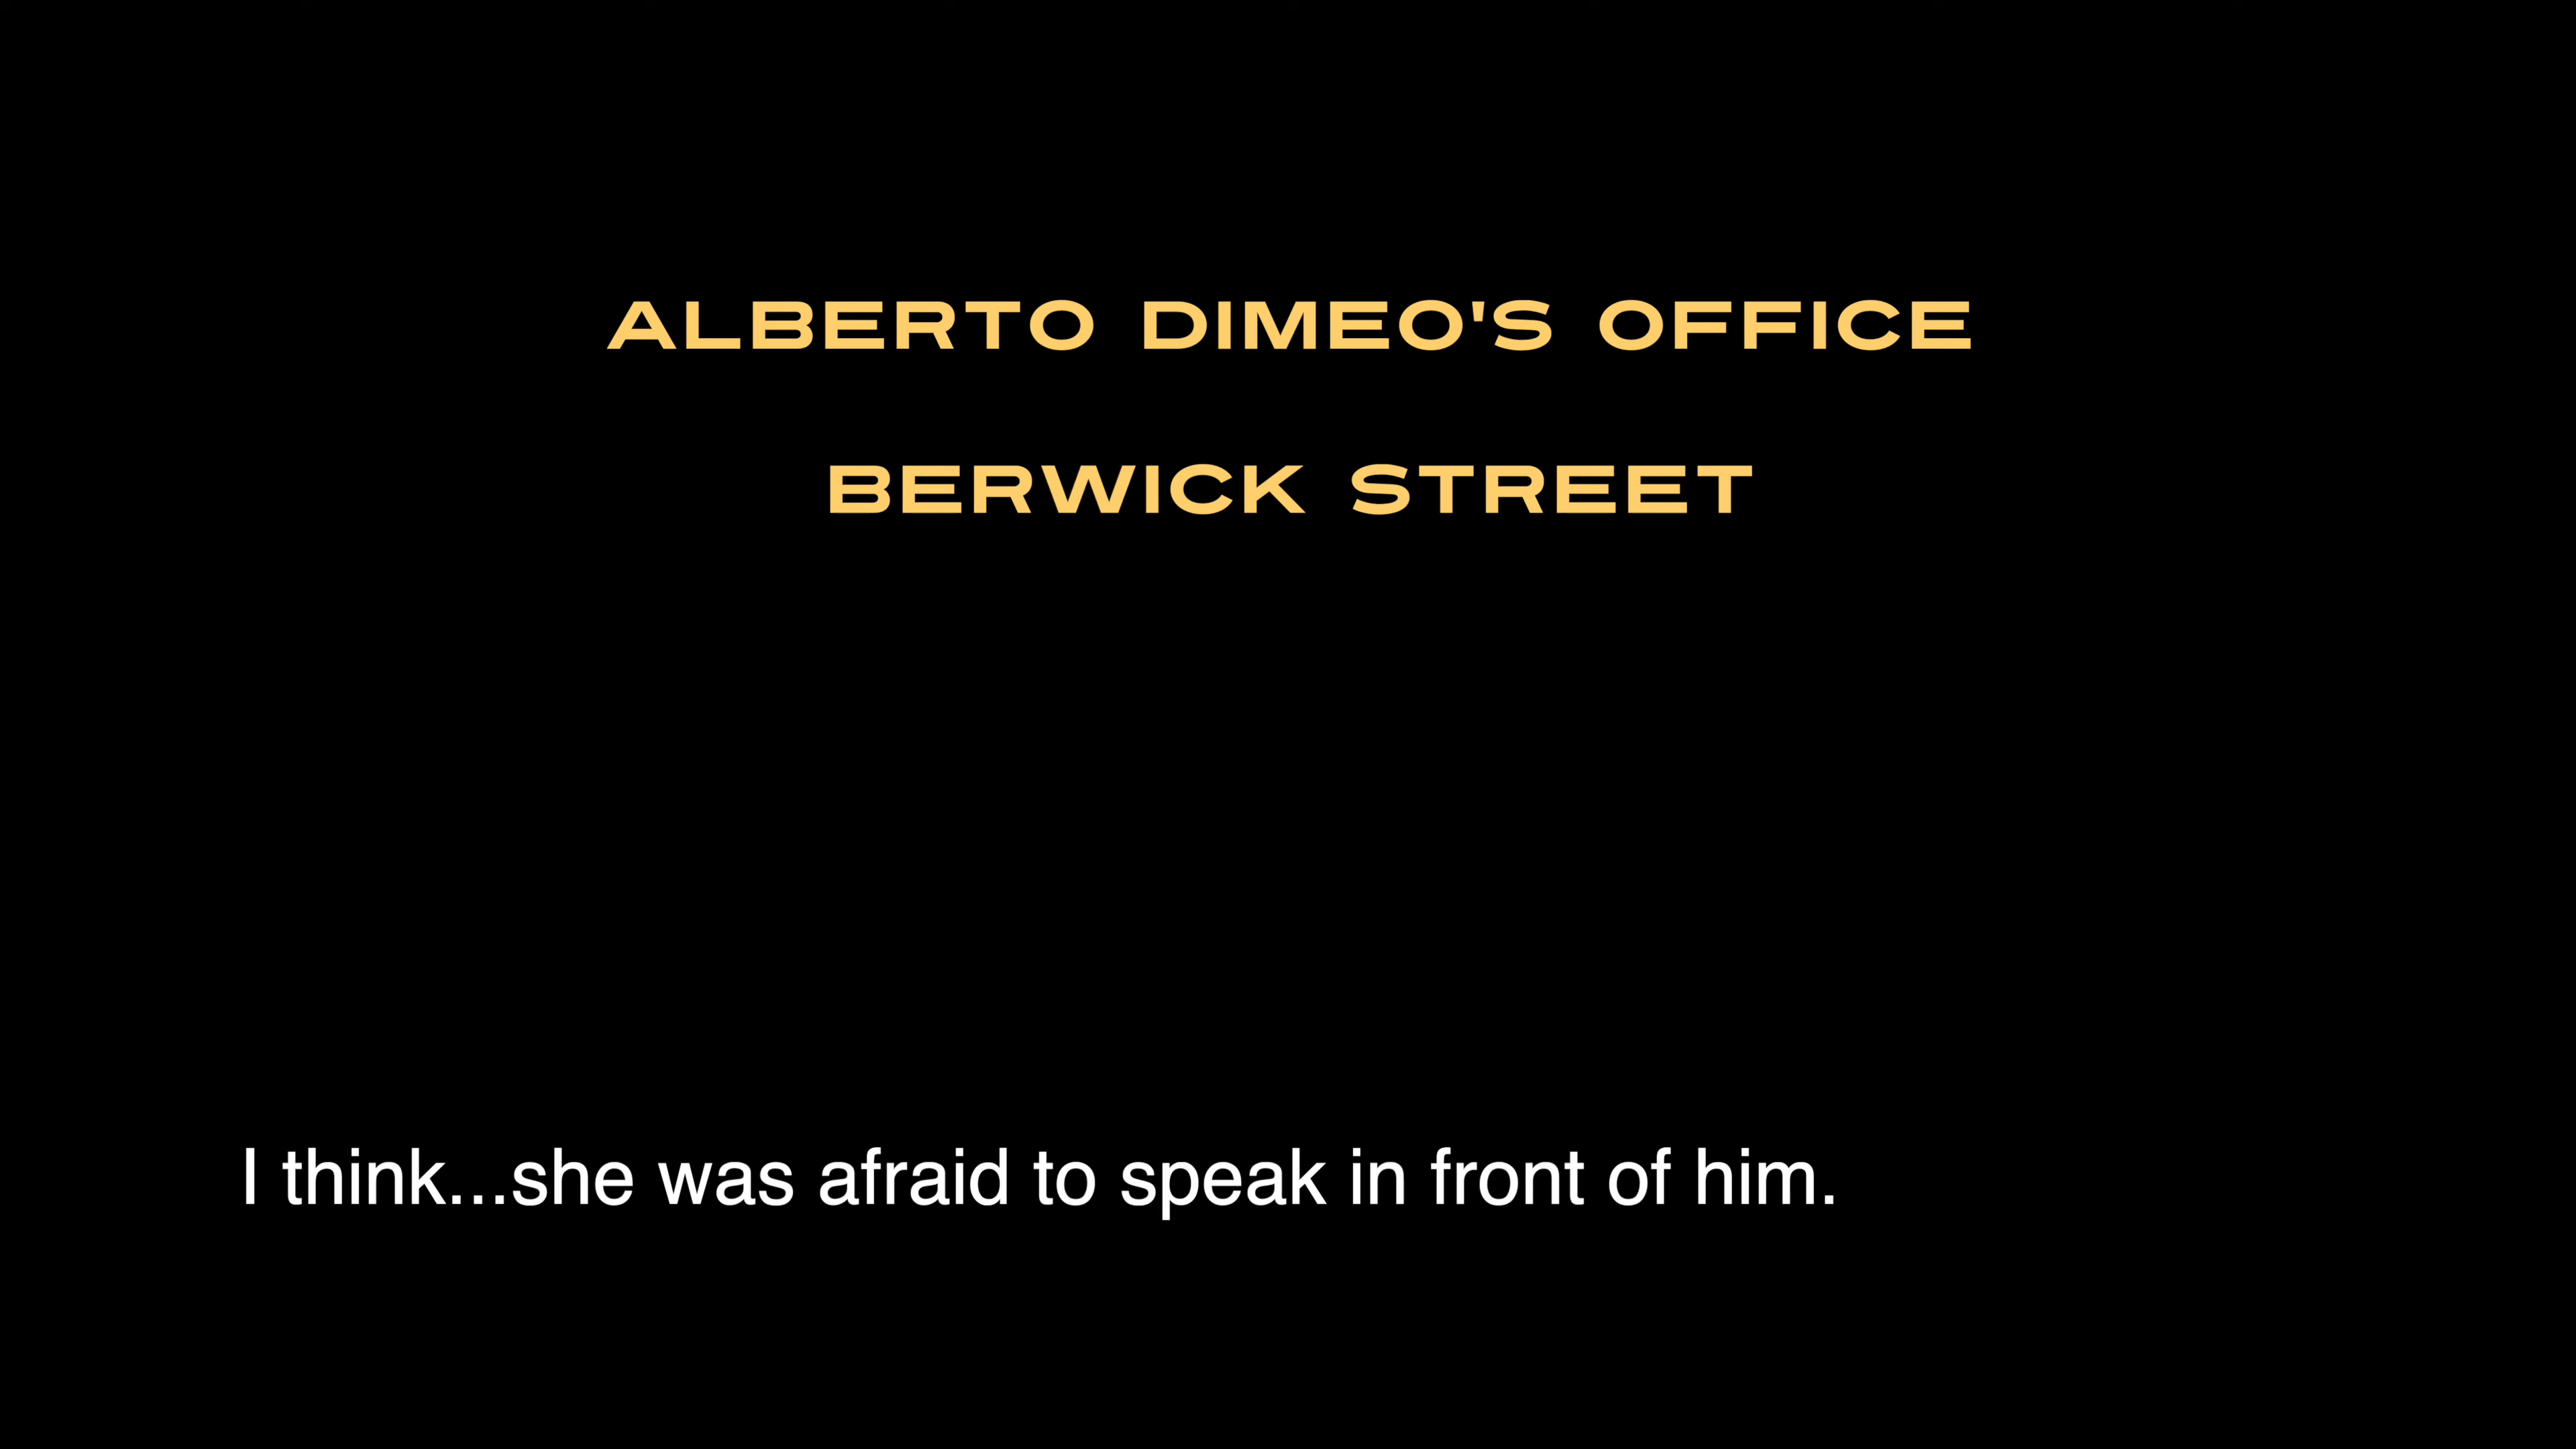 ALBERTO DIMEO'S OFFICE
BERWICK STREET
I think...she was afraid to speak in front of him.